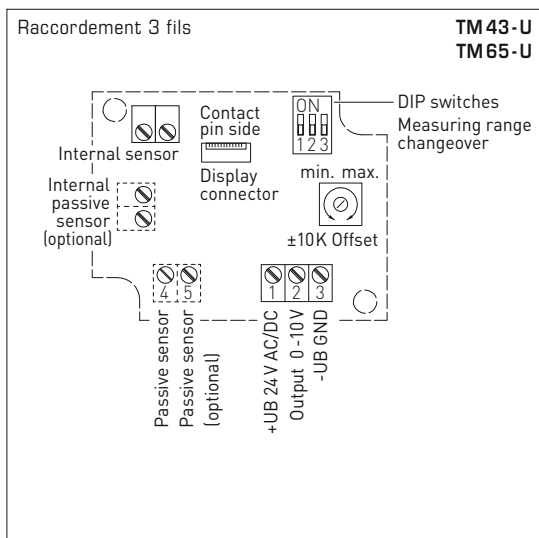 Raccordement 3 fils
TM43-U
TM65-U
ON
1 2 3
DIP switches
Measuring range
changeover
Contact
pin side
Display
connector
Internal sensor
Internal
passive
sensor
(optional)
min. max.
±10K Offset
4 5
1 2 3
Passive sensor
Passive sensor
(optional)
+UB 24V AC/DC
Output 0-10V
-UB GND